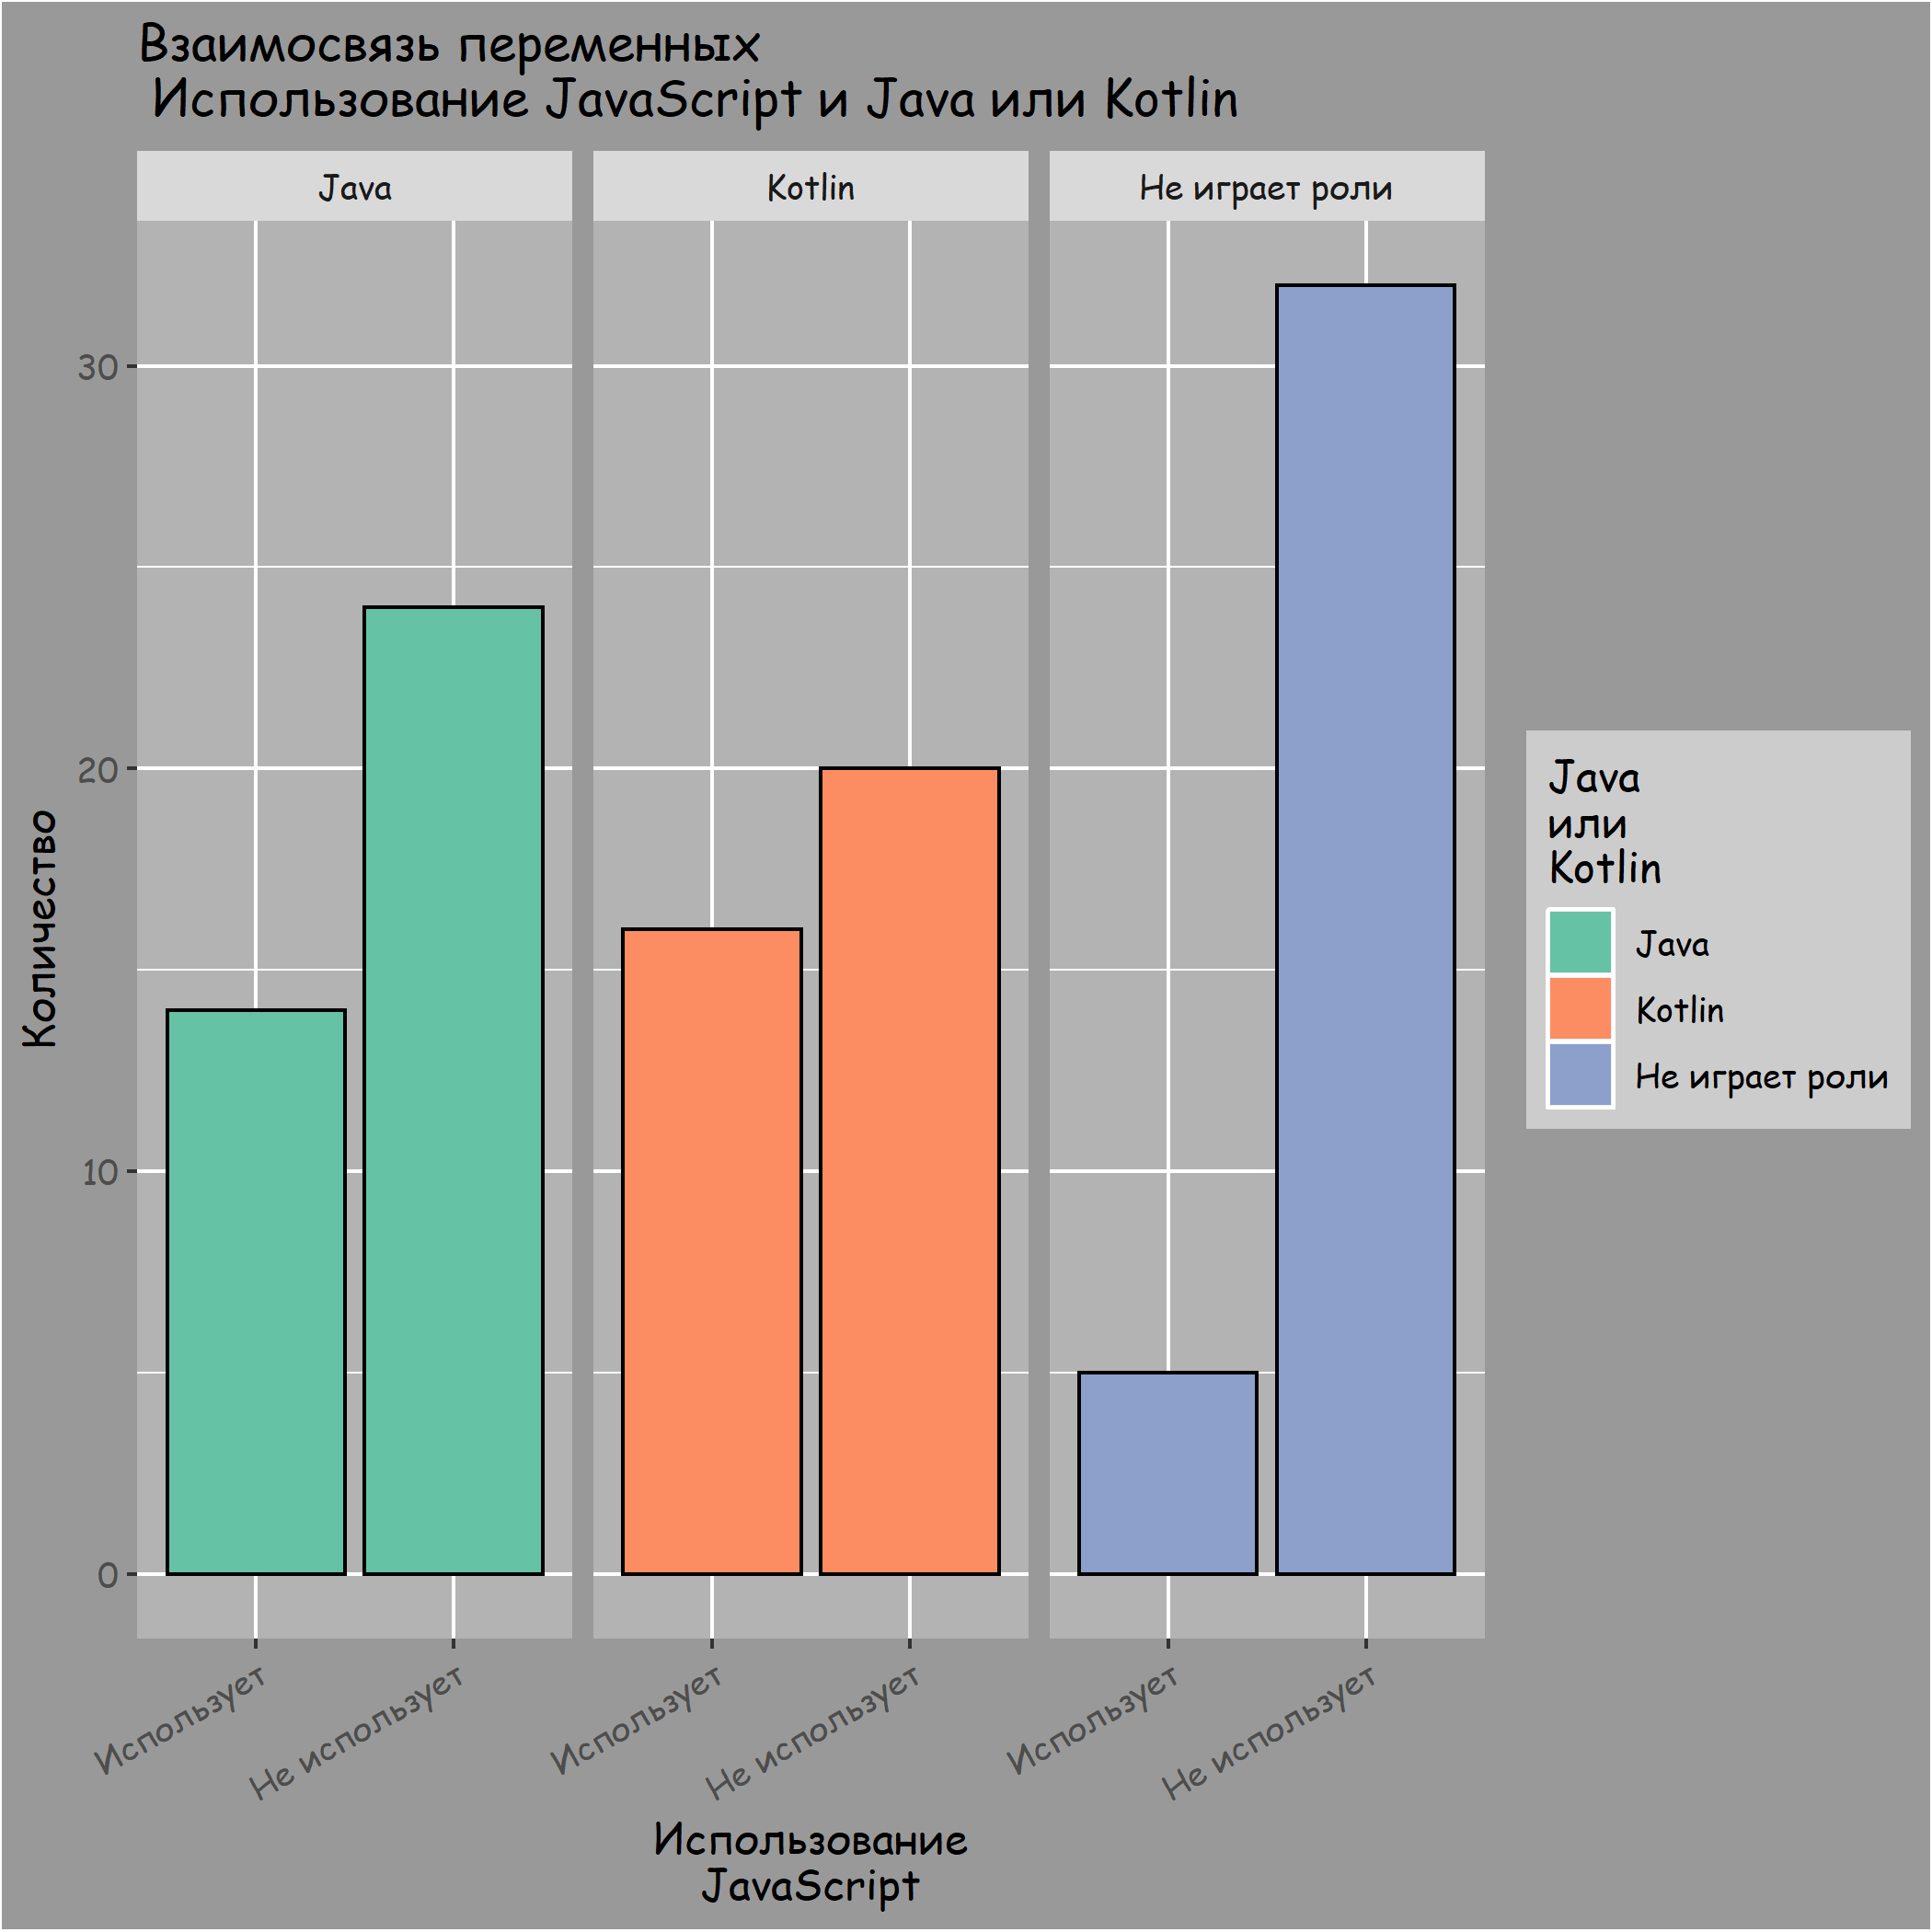 Взаимосвязь переменных
Использование JavaScript и Java или Kotlin
Java
Kotlin
Не играет роли
30
20
10
0
Количество
Использует
Не использует
Использует
Не использует
Использует
Не использует
Использование
JavaScript
Java
или
Kotlin
Java
Kotlin
Не играет роли